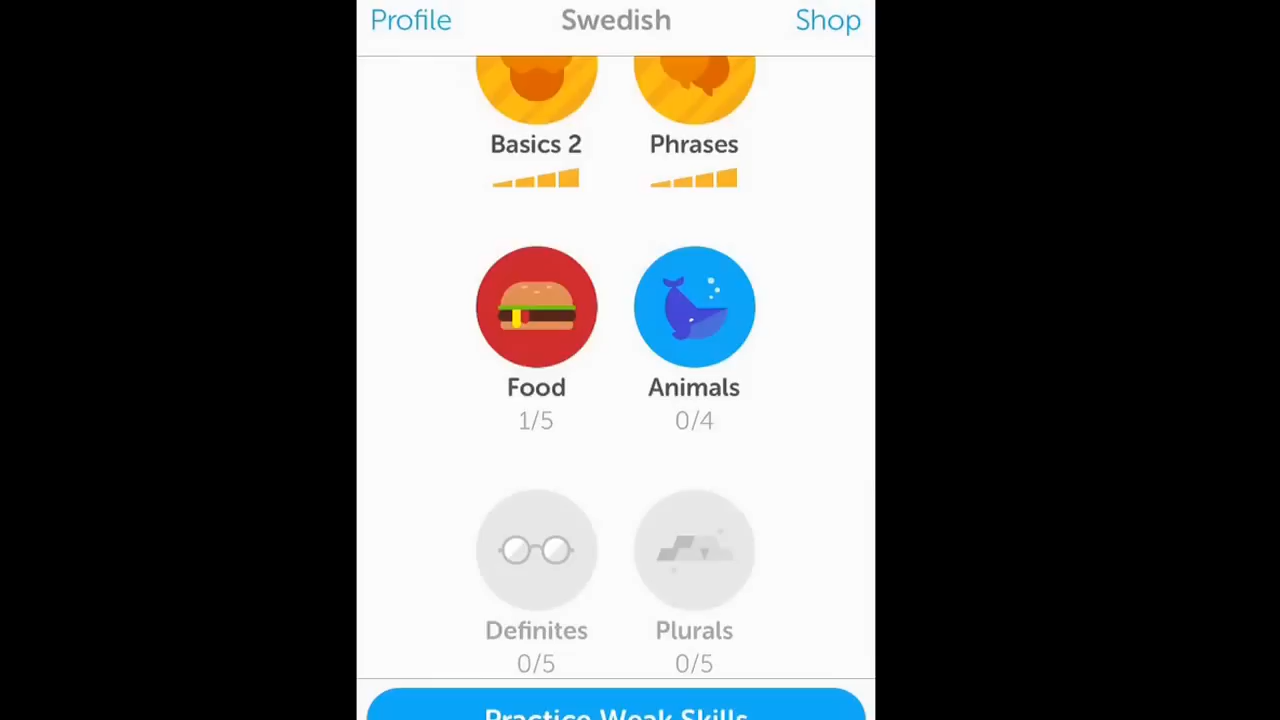 Profile Swedish Shop
Basics 2 Phrases
Food Animals
1/5 0/4
Definites Plurals
0/5 0/5
Practice Weak Skills